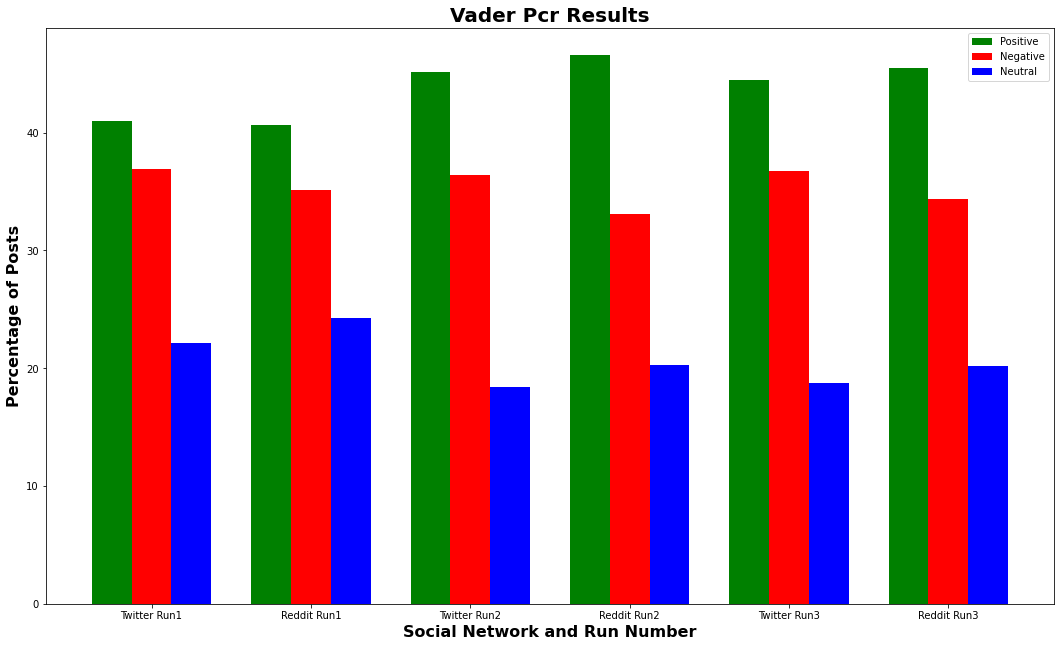 Vader Pcr Results
Positive
Negative
Neutral
Percentage of Posts
40
30
20
10
0
Twitter Run1 Reddit Run1 Twitter Run2 Reddit Run2 Twitter Run3 Reddit Run3
Social Network and Run Number